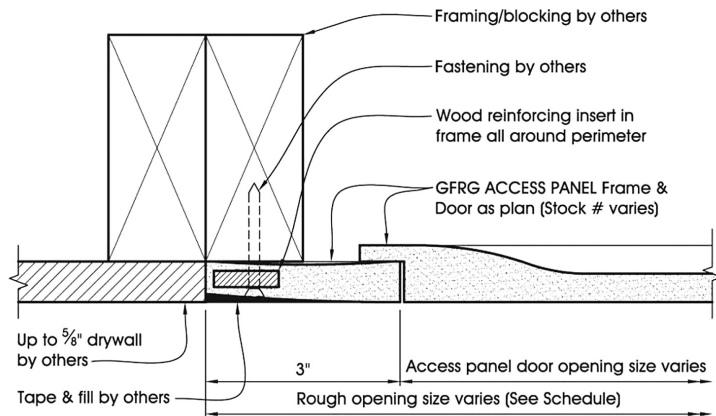 Framing/blocking by others
Fastening by others
Wood reinforcing insert in
frame all around perimeter
GFRG ACCESS PANEL Frame &
Door as plan (Stock # varies)
Up to 5/8" drywall
by others
Tape & fill by others
3"
Access panel door opening size varies
Rough opening size varies (See Schedule)